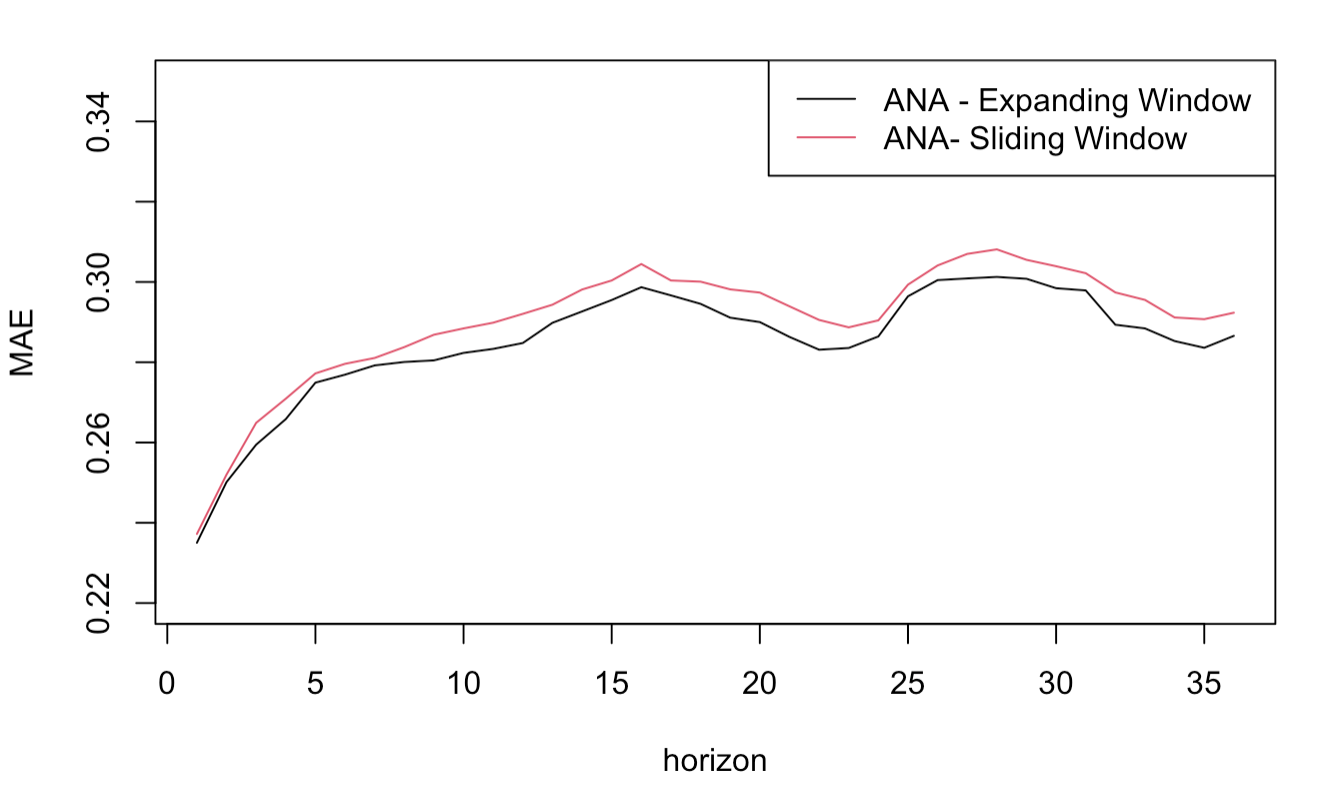 ANA - Expanding Window
ANA- Sliding Window
0.34
0.30
0.26
0.22
MAE
0 5 10 15 20 25 30 35
horizon